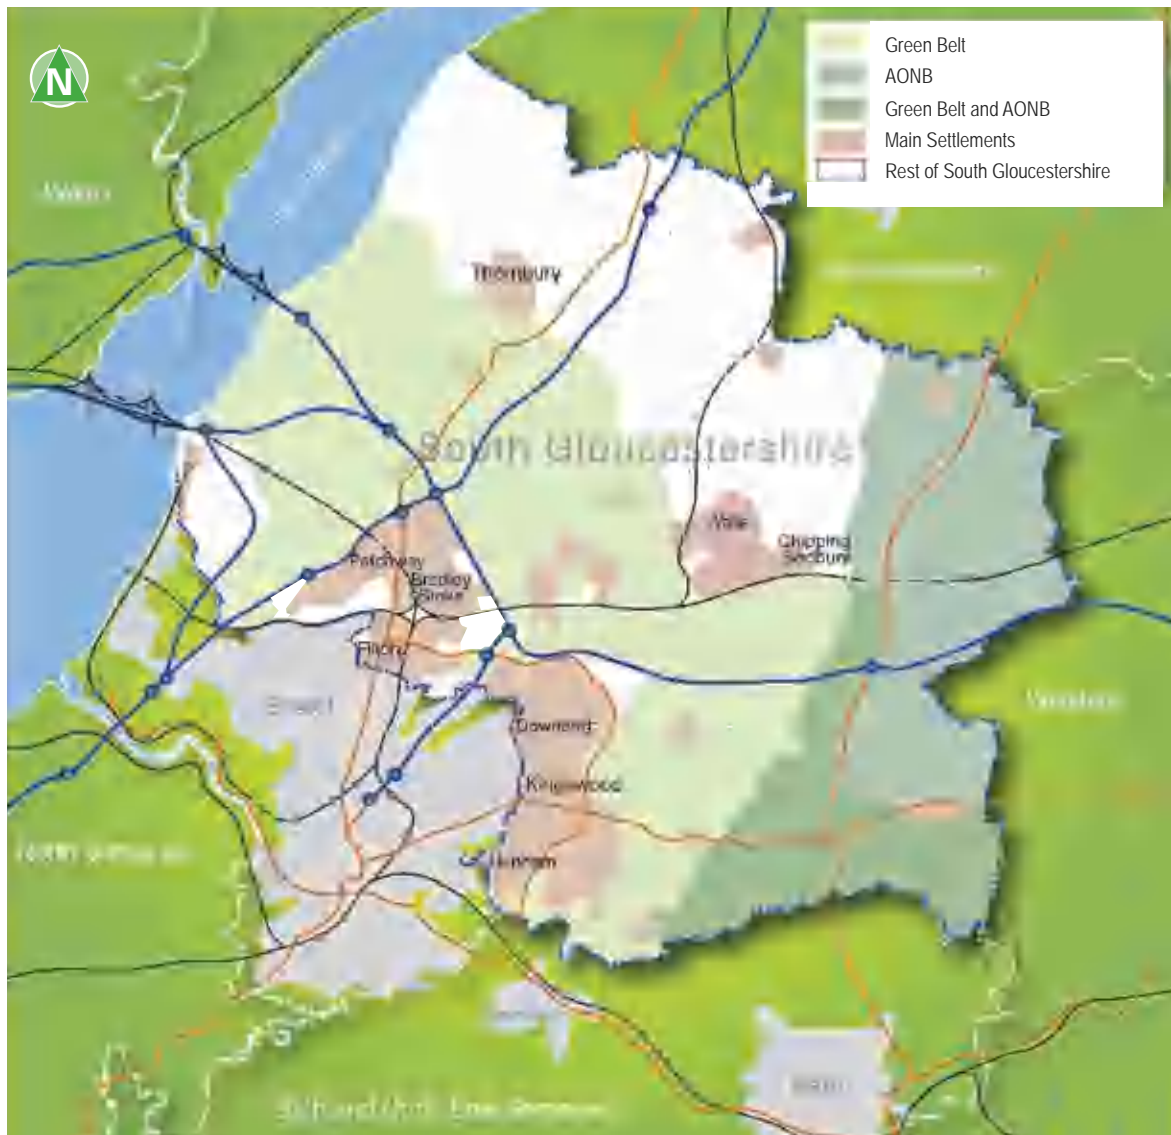 N
Green Belt
AONB
Green Belt and AONB
Main Settlements
Rest of South Gloucestershire
Thornbury
South Gloucestershire
Yate
Chipping
Sodbury
Patchway
Bradley
Stoke
Filton
Bristol
Downend
Kingswood
Hanham
Bath